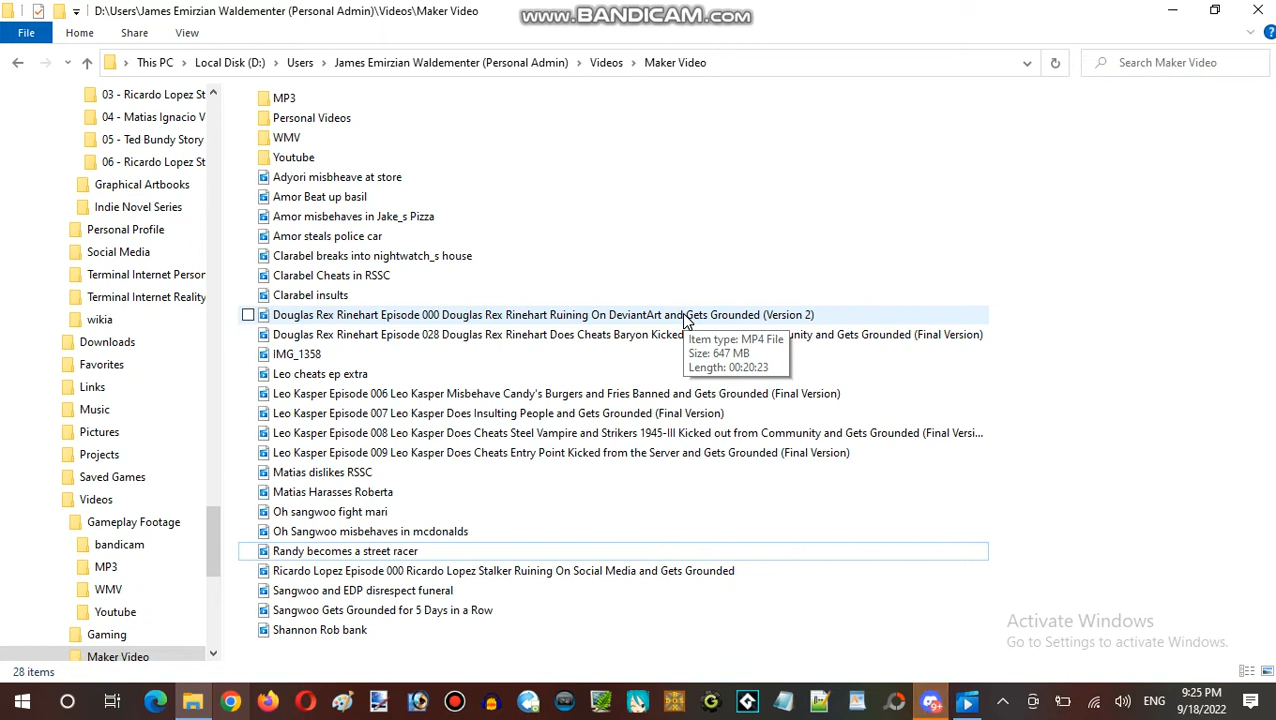 D:\Users\James Emirzian Waldementer (Personal Admin)\Videos\Maker Video
www.BANDICAM.com
File Home Share View
This PC > Local Disk (D:) > Users > James Emirzian Waldementer (Personal Admin) > Videos > Maker Video
Search Maker Video
03 - Ricardo Lopez St
04 - Matias Ignacio V
05 - Ted Bundy Story
06 - Ricardo Lopez St
Graphical Artbooks
Indie Novel Series
Personal Profile
Social Media
Terminal Internet Person
Terminal Internet Reality
wikia
Downloads
Favorites
Links
Music
Pictures
Projects
Saved Games
Videos
Gameplay Footage
bandicam
MP3
WMV
Youtube
Gaming
Maker Video
MP3
Personal Videos
WMV
Youtube
Adyori misbheave at store
Amor Beat up basil
Amor misbehaves in Jake_s Pizza
Amor steals police car
Clarabel breaks into nightwatch_s house
Clarabel Cheats in RSSC
Clarabel insults
Douglas Rex Rinehart Episode 000 Douglas Rex Rinehart Ruining On DeviantArt and Gets Grounded (Version 2)
Douglas Rex Rinehart Episode 028 Douglas Rex Rinehart Does Cheats Baryon Kicked unity and Gets Grounded (Final Version)
Item type: MP4 File
Size: 647 MB
Length: 00:20:23
IMG_1358
Leo cheats ep extra
Leo Kasper Episode 006 Leo Kasper Misbehave Candy's Burgers and Fries Banned and Gets Grounded (Final Version)
Leo Kasper Episode 007 Leo Kasper Does Insulting People and Gets Grounded (Final Version)
Leo Kasper Episode 008 Leo Kasper Does Cheats Steel Vampire and Strikers 1945-III Kicked out from Community and Gets Grounded (Final Versi...
Leo Kasper Episode 009 Leo Kasper Does Cheats Entry Point Kicked from the Server and Gets Grounded (Final Version)
Matias dislikes RSSC
Matias Harasses Roberta
Oh sangwoo fight mari
Oh Sangwoo misbehaves in mcdonalds
Randy becomes a street racer
Ricardo Lopez Episode 000 Ricardo Lopez Stalker Ruining On Social Media and Gets Grounded
Sangwoo and EDP disrespect funeral
Sangwoo Gets Grounded for 5 Days in a Row
Shannon Rob bank
Activate Windows
Go to Settings to activate Windows.
28 items
ENG
9:25 PM
9/18/2022